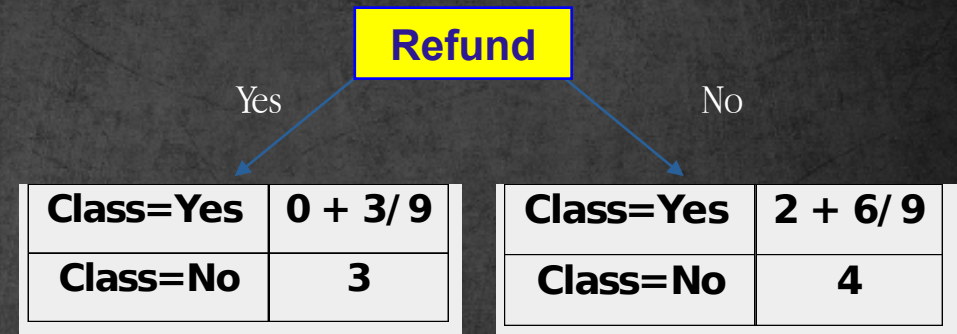 Refund
Yes
No
Class=Yes 0 + 3/9
Class=No 3
Class=Yes 2 + 6/9
Class=No 4